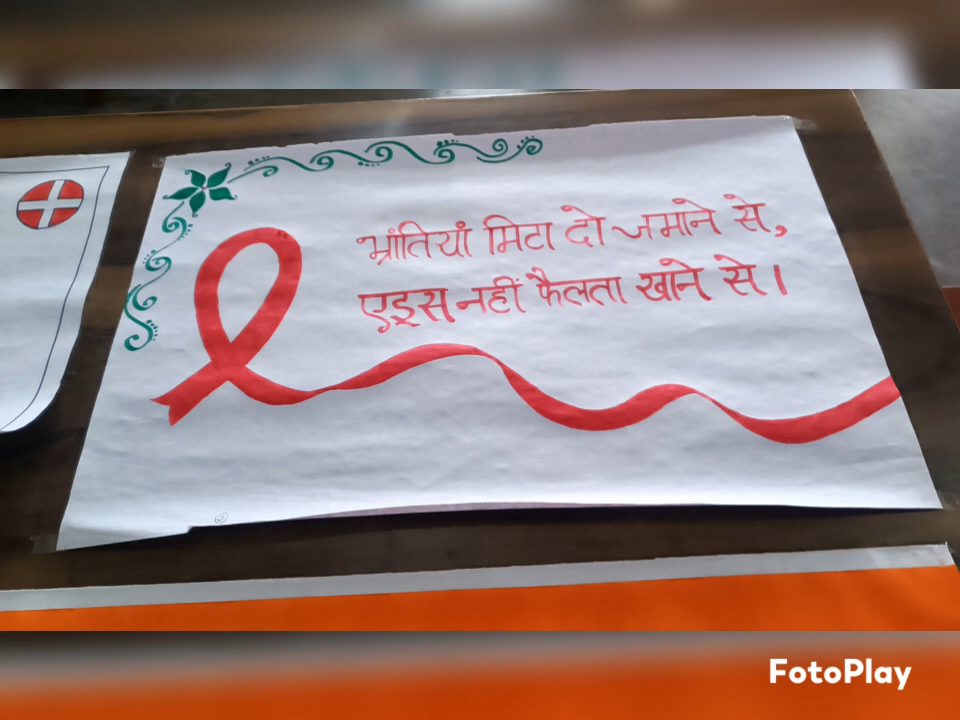 भ्रांतियाँ मिटा दो जमाने से,
एड्स नहीं फैलता खाने से।
FotoPlay